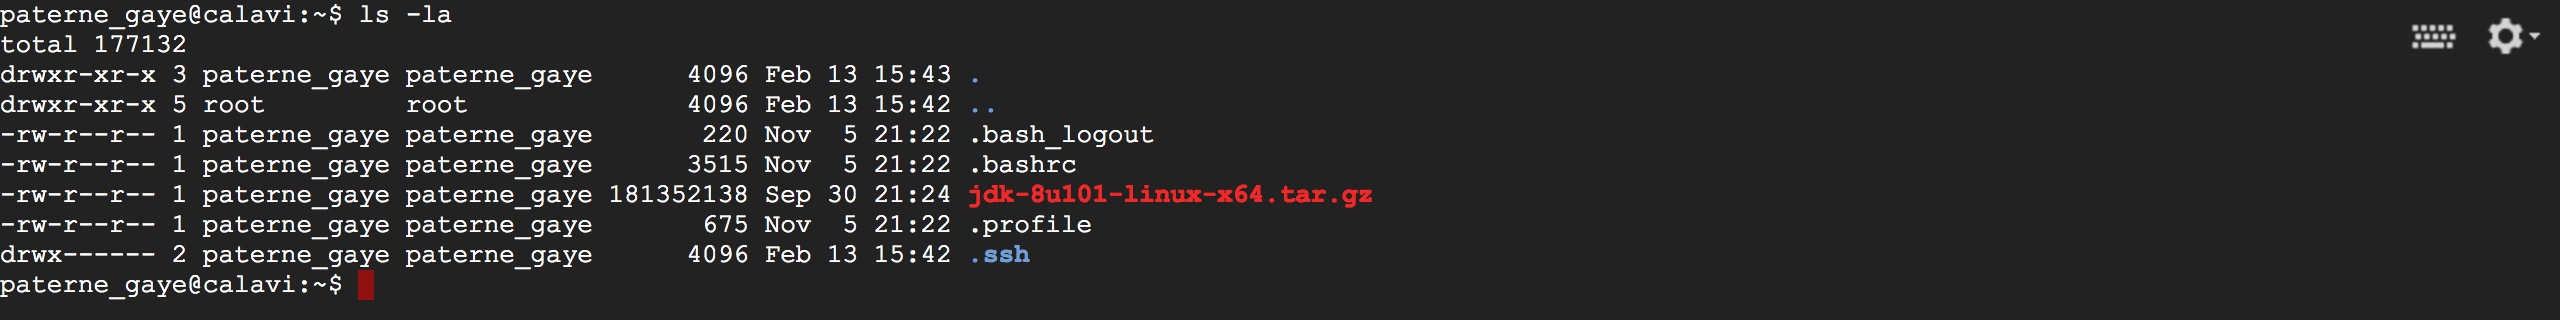 paterne_gaye@calavi:~$ ls -la
total 177132
drwxr-xr-x 3 paterne_gaye paterne_gaye      4096 Feb 13 15:43 .
drwxr-xr-x 5 root         root              4096 Feb 13 15:42 ..
-rw-r--r-- 1 paterne_gaye paterne_gaye       220 Nov  5 21:22 .bash_logout
-rw-r--r-- 1 paterne_gaye paterne_gaye      3515 Nov  5 21:22 .bashrc
-rw-r--r-- 1 paterne_gaye paterne_gaye 181352138 Sep 30 21:24 jdk-8u101-linux-x64.tar.gz
-rw-r--r-- 1 paterne_gaye paterne_gaye       675 Nov  5 21:22 .profile
drwx------ 2 paterne_gaye paterne_gaye      4096 Feb 13 15:42 .ssh
paterne_gaye@calavi:~$